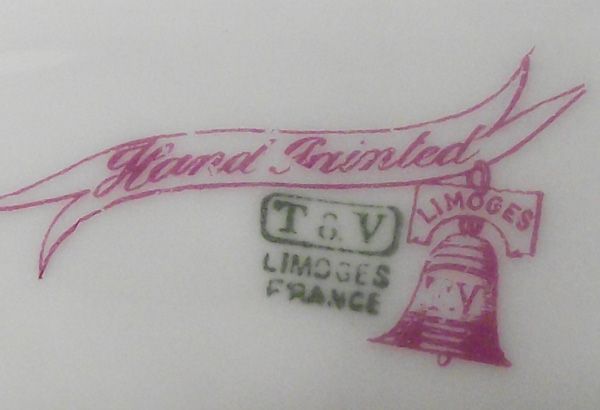 Hand Painted
LIMOGES
T & V
LIMOGES
FRANCE
T&V